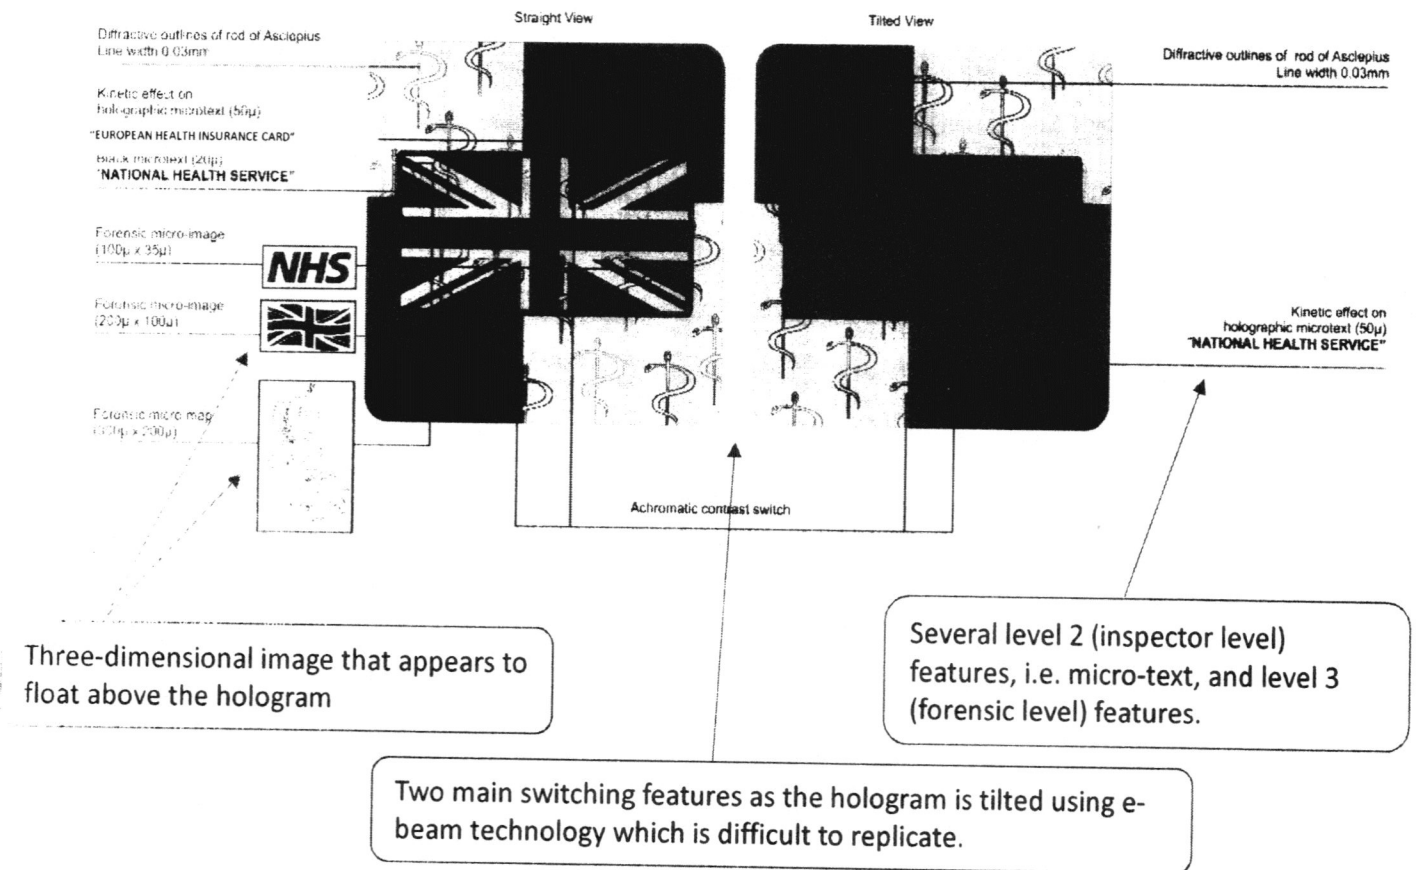 Straight View
Tilted View
Diffractive outlines of rod of Asclepius
Line width 0.03mm
Kinetic effect on
holographic microtext (50µ)
"EUROPEAN HEALTH INSURANCE CARD"
Black microtext (20µ)
"NATIONAL HEALTH SERVICE"
Forensic micro-image
(100µ x 35µ)
NHS
Forensic micro-image
(200µ x 100µ)
Forensic micro map
Diffractive outlines of rod of Asclepius
Line width 0.03mm
Kinetic effect on
holographic microtext (50µ)
"NATIONAL HEALTH SERVICE"
Achromatic contrast switch
Three-dimensional image that appears to
float above the hologram
Several level 2 (inspector level)
features, i.e. micro-text, and level 3
(forensic level) features.
Two main switching features as the hologram is tilted using e-
beam technology which is difficult to replicate.